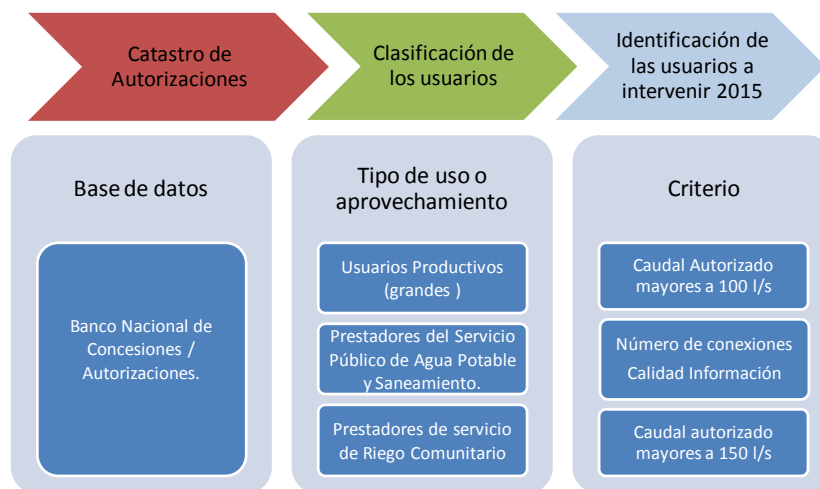 Catastro de
Autorizaciones
Clasificación de
los usuarios
Identificación de
las usuarios a
intervenir 2015
Base de datos
Banco Nacional de
Concesiones /
Autorizaciones.
Tipo de uso o
aprovechamiento
Usuarios Productivos
(grandes )
Prestadores del Servicio
Público de Agua Potable
y Saneamiento.
Prestadores de servicio
de Riego Comunitario
Criterio
Caudal Autorizado
mayores a 100 l/s
Número de conexiones
Calidad Información
Caudal autorizado
mayores a 150 l/s